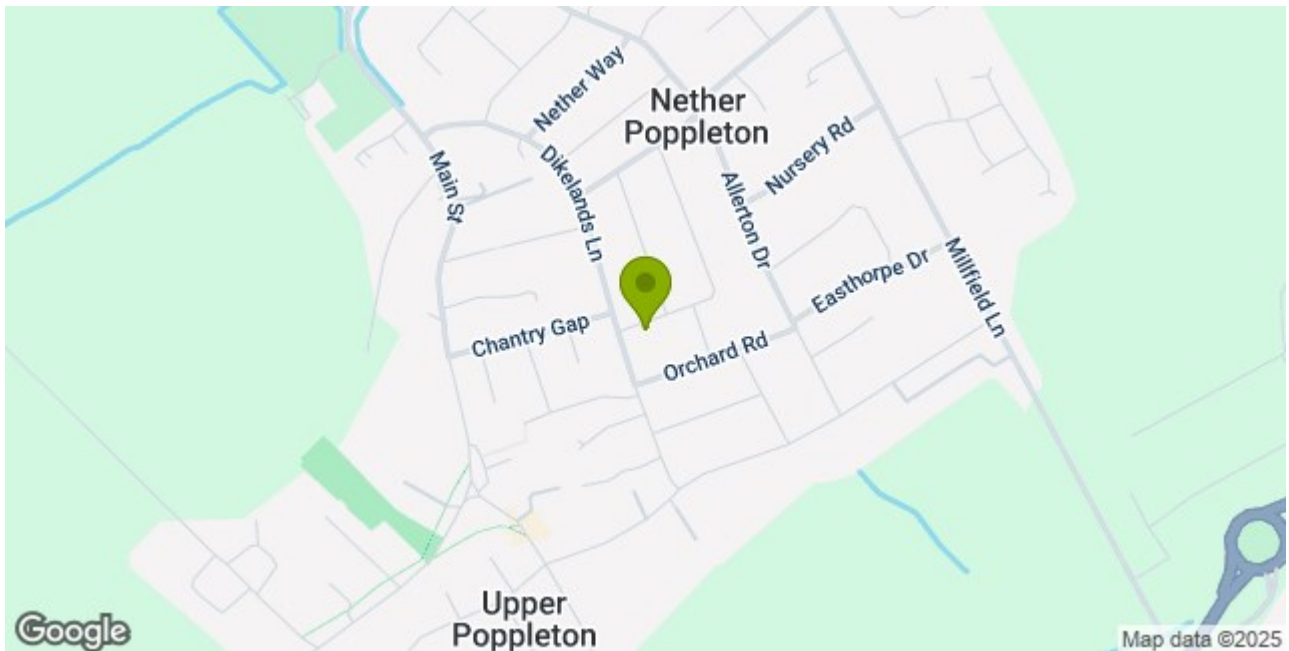 Nether Way
Nether
Poppleton
Nursery Rd
Main St
Dikelands Ln
Allerton Dr
Easthorpe Dr
Millfield Ln
Chantry Gap
Orchard Rd
Upper
Poppleton
Google
Map data ©2025